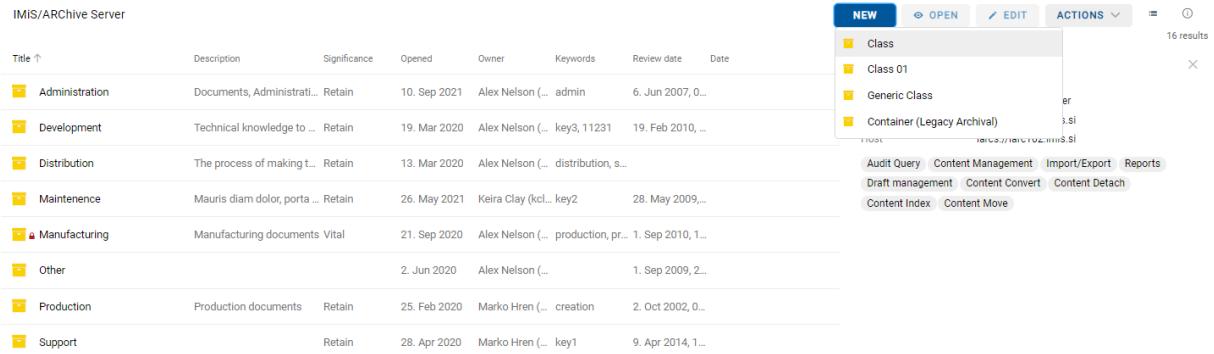 IMiS/ARChive Server
NEW OPEN EDIT ACTIONS
16 results
Class
Class 01
Generic Class
Container (Legacy Archival)
Title Description Significance Opened Owner Keywords Review date Date
Administration Documents, Administrati... Retain 10. Sep 2021 Alex Nelson (... admin 6. Jun 2007, 0...
Development Technical knowledge to ... Retain 19. Mar 2020 Alex Nelson (... key3, 11231 19. Feb 2010, ...
Distribution The process of making t... Retain 13. Mar 2020 Alex Nelson (... distribution, s...
Maintenence Mauris diam dolor, porta ... Retain 26. May 2021 Keira Clay (kcl... key2 28. May 2009,...
Manufacturing Manufacturing documents Vital 21. Sep 2020 Alex Nelson (... production, pr... 1. Sep 2010, 1...
Other 2. Jun 2020 Alex Nelson (... 1. Sep 2009, 2...
Production Production documents Retain 25. Feb 2020 Marko Hren (... creation 2. Oct 2002, 0...
Support Retain 28. Apr 2020 Marko Hren (... key1 9. Apr 2014, 1...
er
s.si
Audit Query Content Management Import/Export Reports
Draft management Content Convert Content Detach
Content Index Content Move